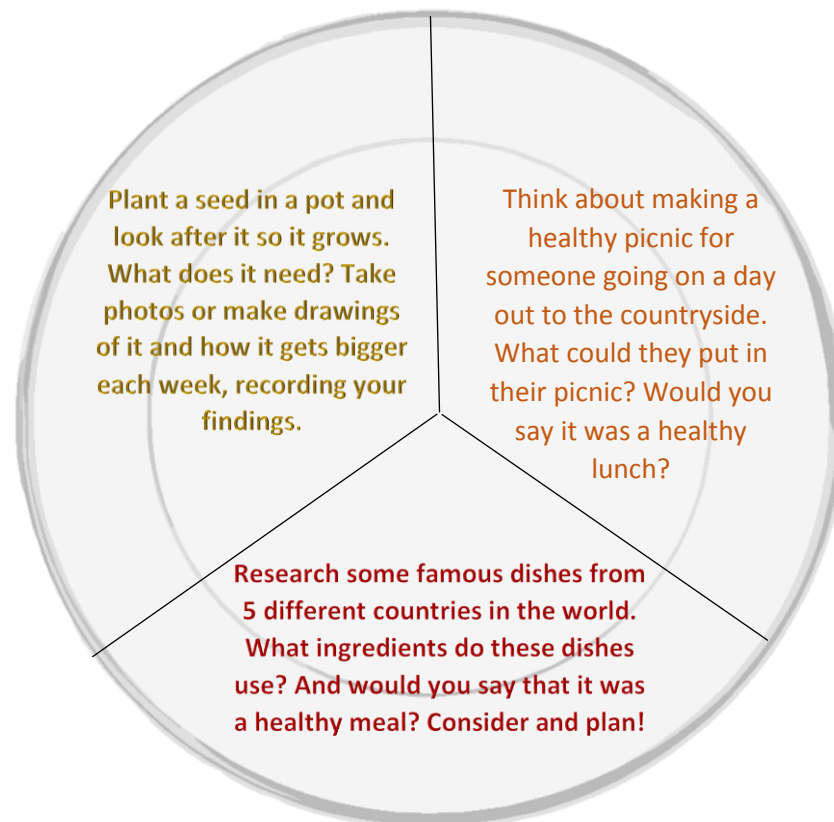 Plant a seed in a pot and
look after it so it grows.
What does it need? Take
photos or make drawings
of it and how it gets bigger
each week, recording your
findings.
Think about making a
healthy picnic for
someone going on a day
out to the countryside.
What could they put in
their picnic? Would you
say it was a healthy
lunch?
Research some famous dishes from
5 different countries in the world.
What ingredients do these dishes
use? And would you say that it was
a healthy meal? Consider and plan!